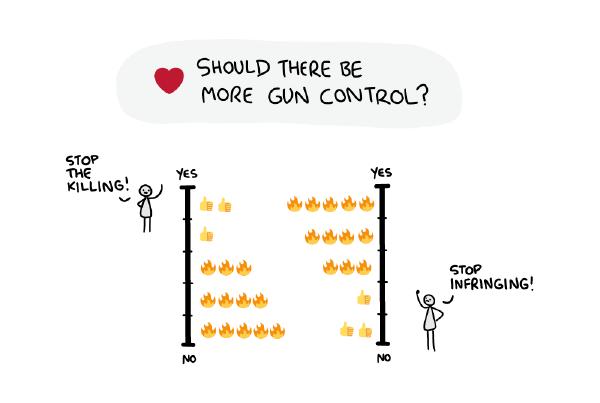 SHOULD THERE BE
MORE GUN CONTROL?
STOP
THE
KILLING!
YES
YES
STOP
INFRINGING!
NO
NO